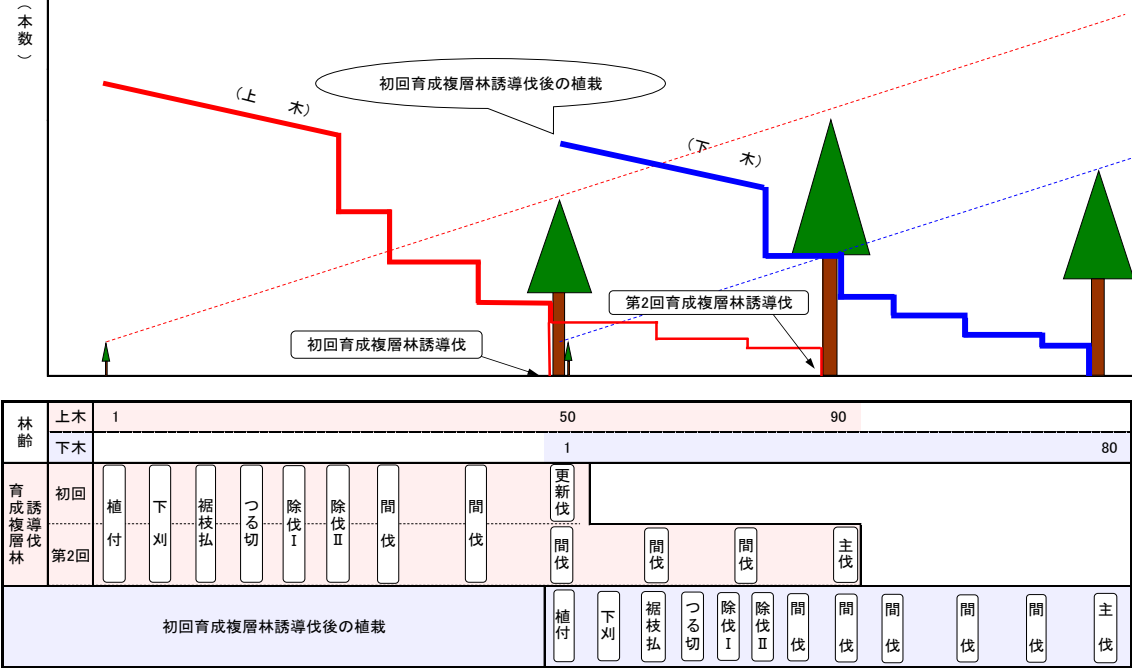 （本数）
（上　木）
初回育成複層林誘導伐後の植栽
（下　木）
第2回育成複層林誘導伐
初回育成複層林誘導伐
林齢
上木 1 50 90
下木 1 80
育成複層林誘導伐
初回
第2回
植付
下刈
裾枝払
つる切
除伐Ⅰ
除伐Ⅱ
間伐
間伐
更新伐
間伐
間伐
間伐
主伐
初回育成複層林誘導伐後の植栽
植付
下刈
裾枝払
つる切
除伐Ⅰ
除伐Ⅱ
間伐
間伐
間伐
間伐
間伐
主伐